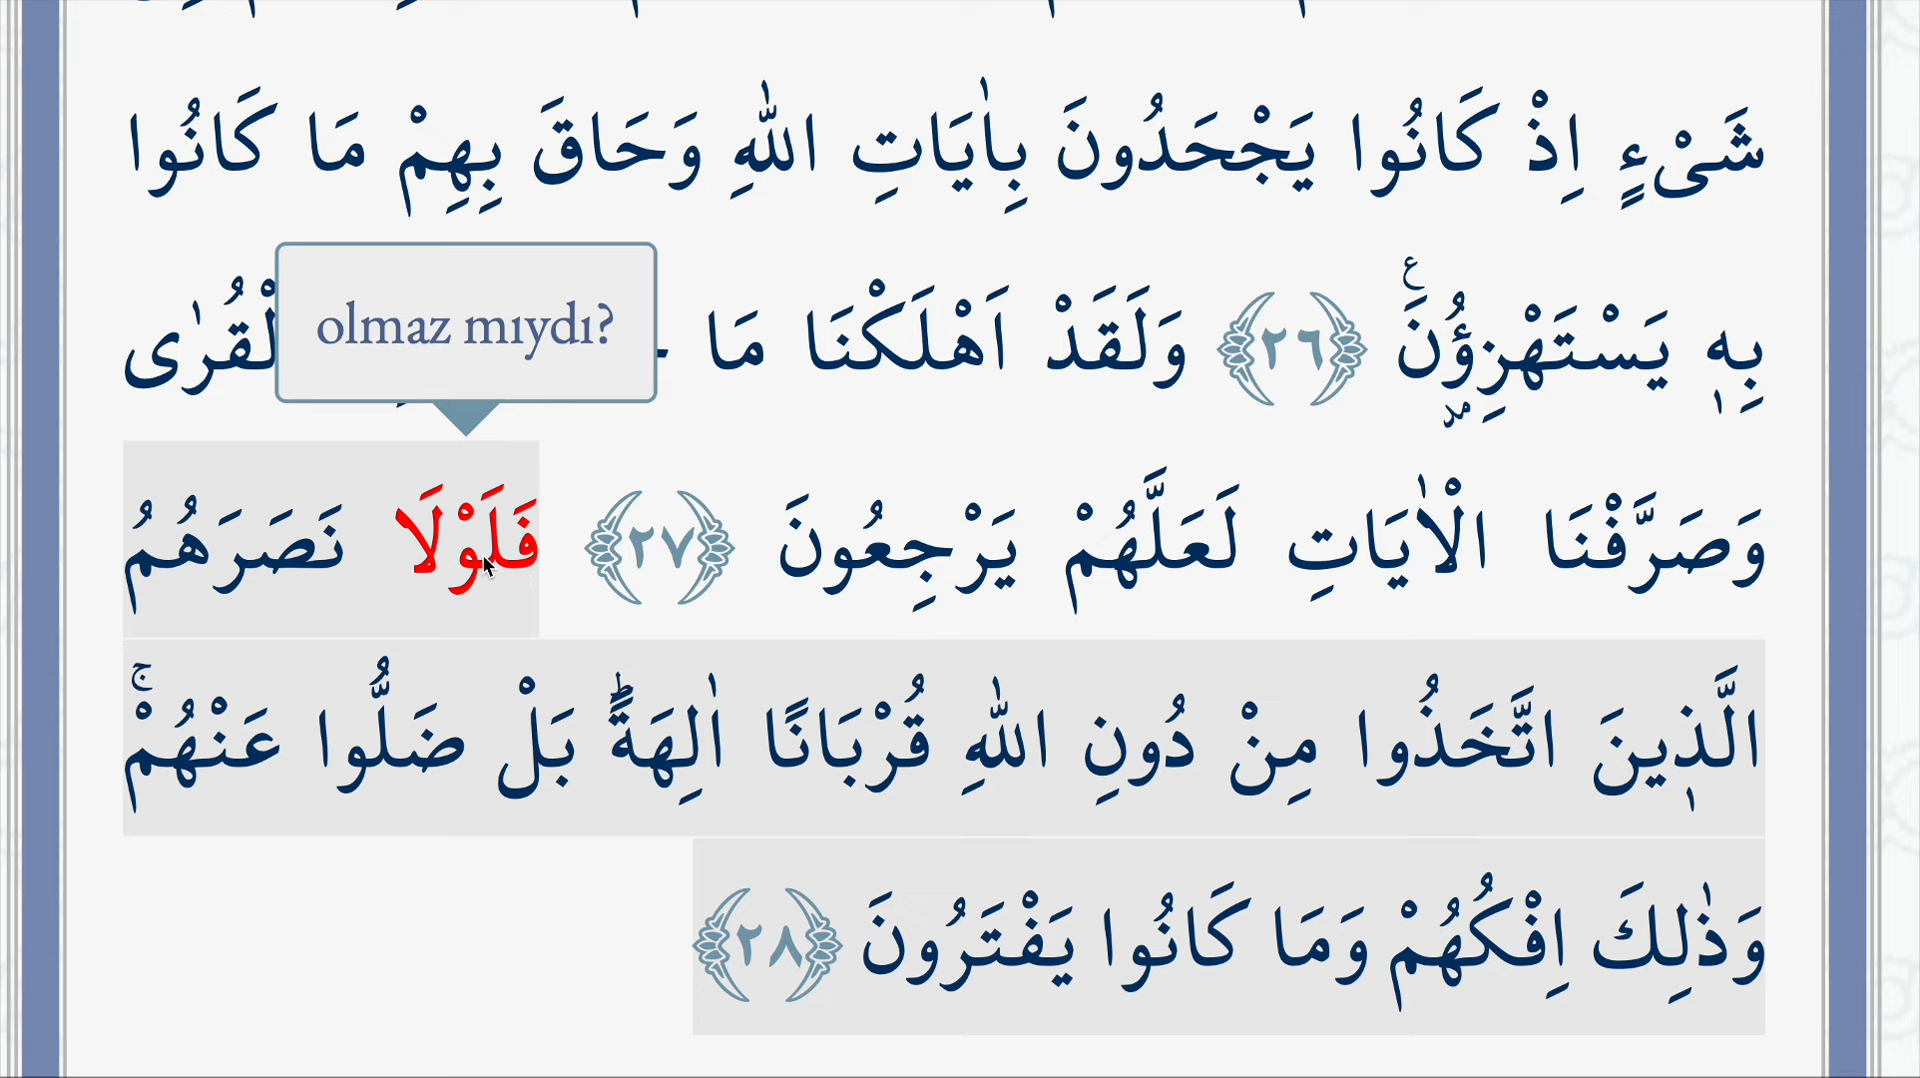 شَیْءٍ اِذْ كَانُوا يَجْحَدُونَ بِاٰيَاتِ اللّٰهِ وَحَاقَ بِهِمْ مَا كَانُوا
بِهٖ يَسْتَهْزِؤُ۫نَ ۟ع ﴿٢٦﴾ وَلَقَدْ اَهْلَكْنَا مَا الْقُرٰى
olmaz mıydı?
وَصَرَّفْنَا الْاٰيَاتِ لَعَلَّهُمْ يَرْجِعُونَ ﴿٢٧﴾ فَلَوْلَا نَصَرَهُمُ
الَّذٖينَ اتَّخَذُوا مِنْ دُونِ اللّٰهِ قُرْبَانًا اٰلِهَةًؕ بَلْ ضَلُّوا عَنْهُمْۚ
وَذٰلِكَ اِفْكُهُمْ وَمَا كَانُوا يَفْتَرُونَ ﴿٢٨﴾